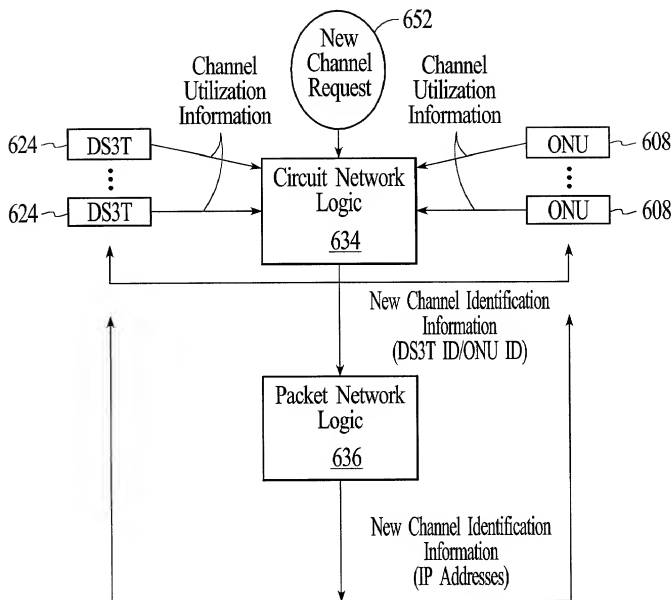 652
New
Channel
Request
Channel
Utilization
Information
Channel
Utilization
Information
624
DS3T
ONU
608
624
DS3T
ONU
608
Circuit Network
Logic
634
New Channel Identification
Information
(DS3T ID/ONU ID)
Packet Network
Logic
636
New Channel Identification
Information
(IP Addresses)